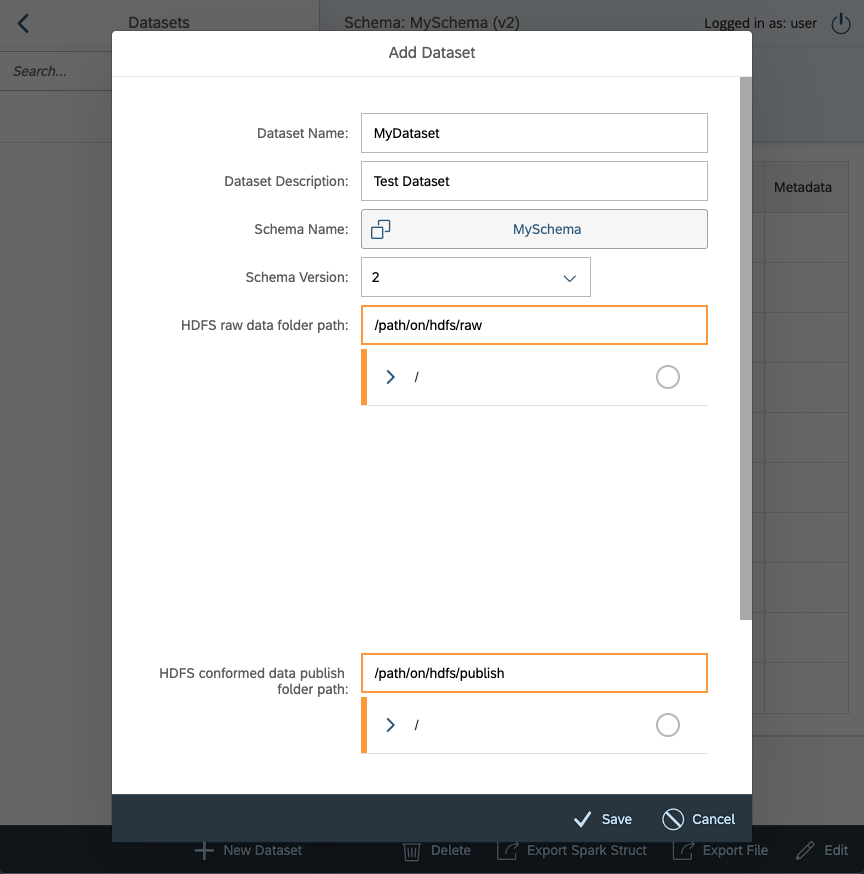 Datasets
Schema: MySchema (v2)
Logged in as: user
Search...
Add Dataset
Dataset Name:
MyDataset
Dataset Description:
Test Dataset
Metadata
Schema Name:
MySchema
Schema Version:
2
HDFS raw data folder path:
/path/on/hdfs/raw
/
HDFS conformed data publish
folder path:
/path/on/hdfs/publish
/
Save
Cancel
New Dataset
Delete
Export Spark Struct
Export File
Edit